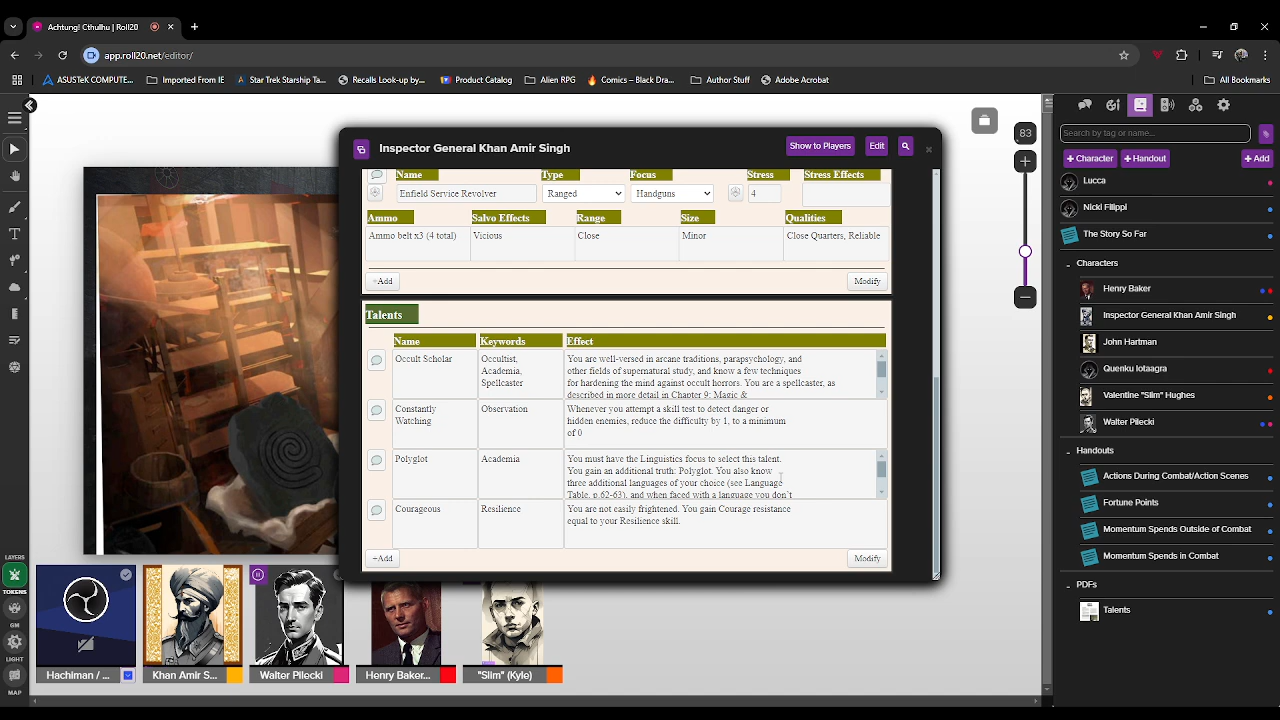 Achtung! Cthulhu | Roll20
app.roll20.net/editor/
ASUSTeK COMPUTE...
Imported From IE
Star Trek Starship Ta...
Recalls Look-up by...
Product Catalog
Alien RPG
Comics – Black Dra...
Author Stuff
Adobe Acrobat
All Bookmarks
Inspector General Khan Amir Singh
Show to Players
Edit
Name Type Focus Stress Stress Effects
Enfield Service Revolver Ranged Handguns 4
Ammo Salvo Effects Range Size Qualities
Ammo belt x3 (4 total) Vicious Close Minor Close Quarters, Reliable
+Add
Modify
Talents
Name Keywords Effect
Occult Scholar
Occultist,
Academia,
Spellcaster
You are well-versed in arcane traditions, parapsychology, and
other fields of supernatural study, and know a few techniques
for hardening the mind against occult horrors. You are a spellcaster, as
described in more detail in Chapter 9: Magic &
Constantly
Watching
Observation
Whenever you attempt a skill test to detect danger or
hidden enemies, reduce the difficulty by 1, to a minimum
of 0
Polyglot
Academia
You must have the Linguistics focus to select this talent.
You gain an additional truth: Polyglot. You also know
three additional languages of your choice (see Language
Table, p.62-63), and when faced with a language you don't
Courageous
Resilience
You are not easily frightened. You gain Courage resistance
equal to your Resilience skill.
+Add
Modify
83
Search by tag or name...
+ Character
+ Handout
+ Add
Lucca
Nicki Filippi
The Story So Far
Characters
Henry Baker
Inspector General Khan Amir Singh
John Hartman
Quenku Iotaagra
Valentine "Slim" Hughes
Walter Pilecki
Handouts
Actions During Combat/Action Scenes
Fortune Points
Momentum Spends Outside of Combat
Momentum Spends in Combat
PDFs
Talents
LAYERS
TOKENS
GM
LIGHT
MAP
Hachiman / ...
Khan Amir S...
Walter Pilecki
Henry Baker...
"Slim" (Kyle)